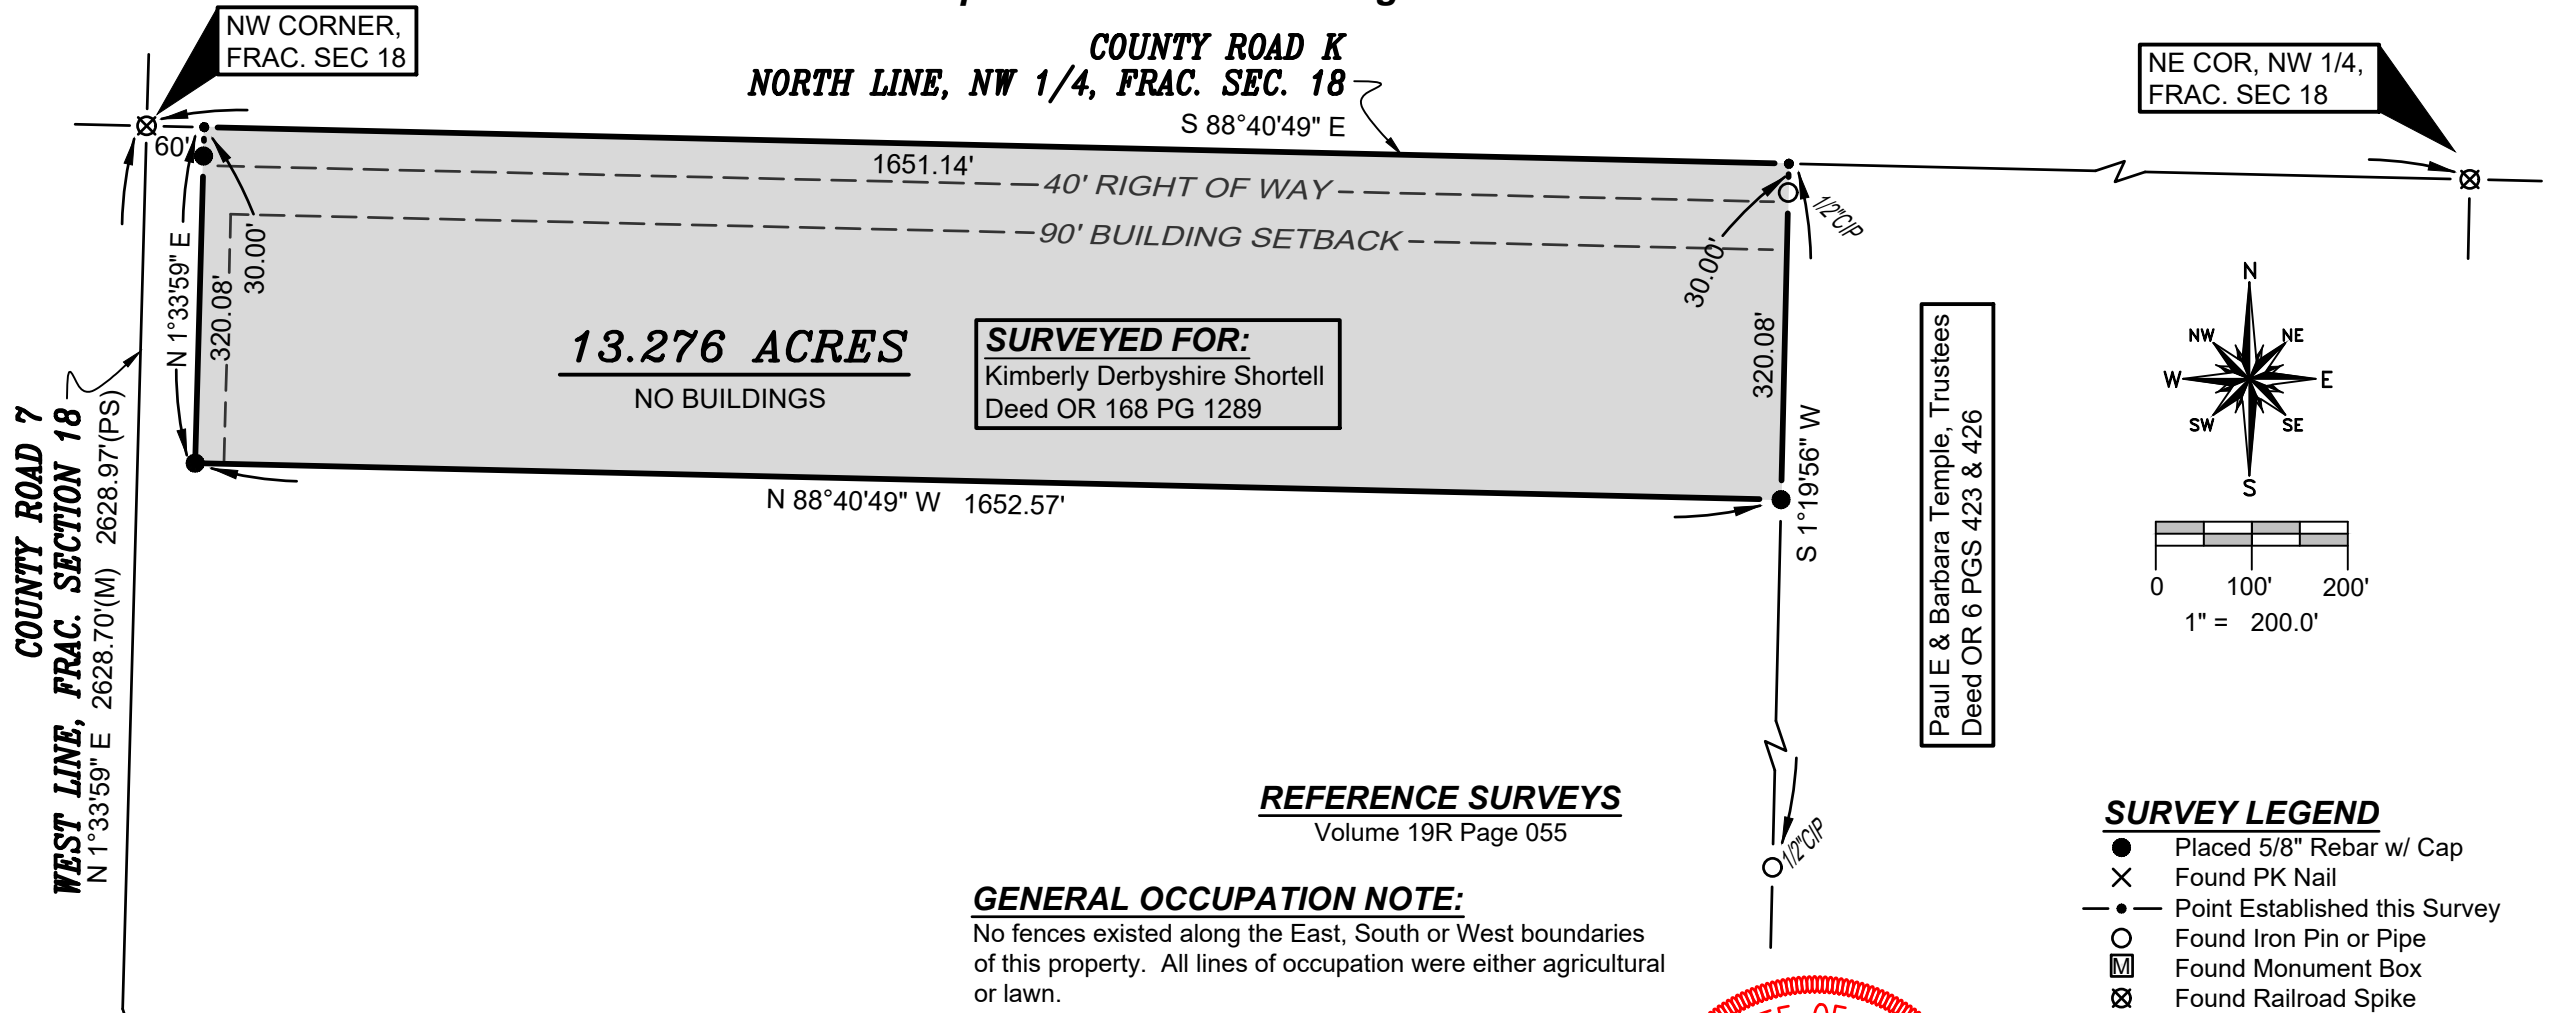 NW CORNER,
FRAC. SEC 18
COUNTY ROAD K
NORTH LINE, NW 1/4, FRAC. SEC. 18
S 88°40'49" E
NE COR, NW 1/4,
FRAC. SEC 18
60'
1651.14'
40' RIGHT OF WAY
90' BUILDING SETBACK
1/2"CIP
N 1°33'59" E
320.08'
30.00'
30.00'
320.08'
13.276 ACRES
NO BUILDINGS
SURVEYED FOR:
Kimberly Derbyshire Shortell
Deed OR 168 PG 1289
N 88°40'49" W 1652.57'
S 1°19'56" W
COUNTY ROAD 7
WEST LINE, FRAC. SECTION 18
N 1°33'59" E 2628.70'(M) 2628.97'(PS)
Paul E & Barbara Temple, Trustees
Deed OR 6 PGS 423 & 426
N
NW
NE
W
E
SW
SE
S
0 100' 200'
1" = 200.0'
1/2"CIP
REFERENCE SURVEYS
Volume 19R Page 055
GENERAL OCCUPATION NOTE:
No fences existed along the East, South or West boundaries
of this property. All lines of occupation were either agricultural
or lawn.
SURVEY LEGEND
Placed 5/8" Rebar w/ Cap
Found PK Nail
Point Established this Survey
Found Iron Pin or Pipe
M Found Monument Box
Found Railroad Spike